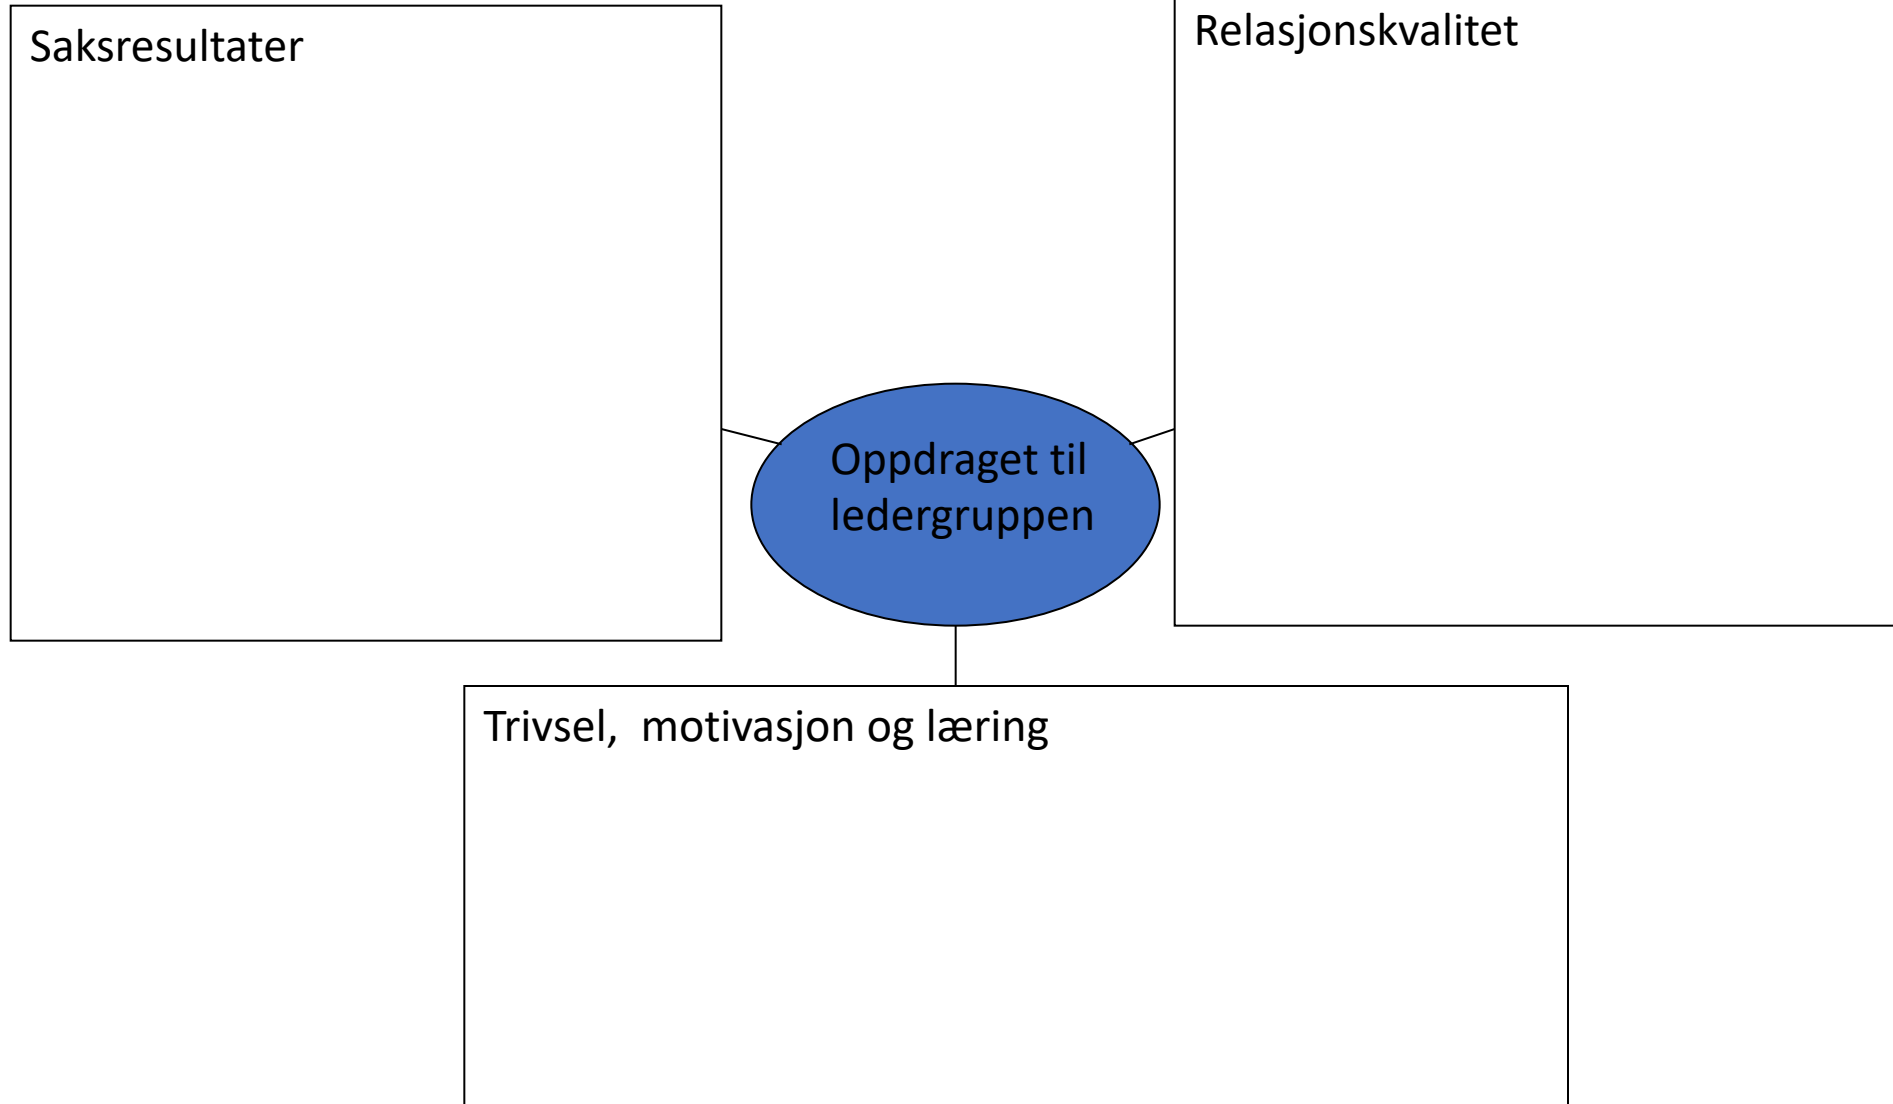 Saksresultater
Relasjonskvalitet
Oppdraget til
ledergruppen
Trivsel,  motivasjon og læring